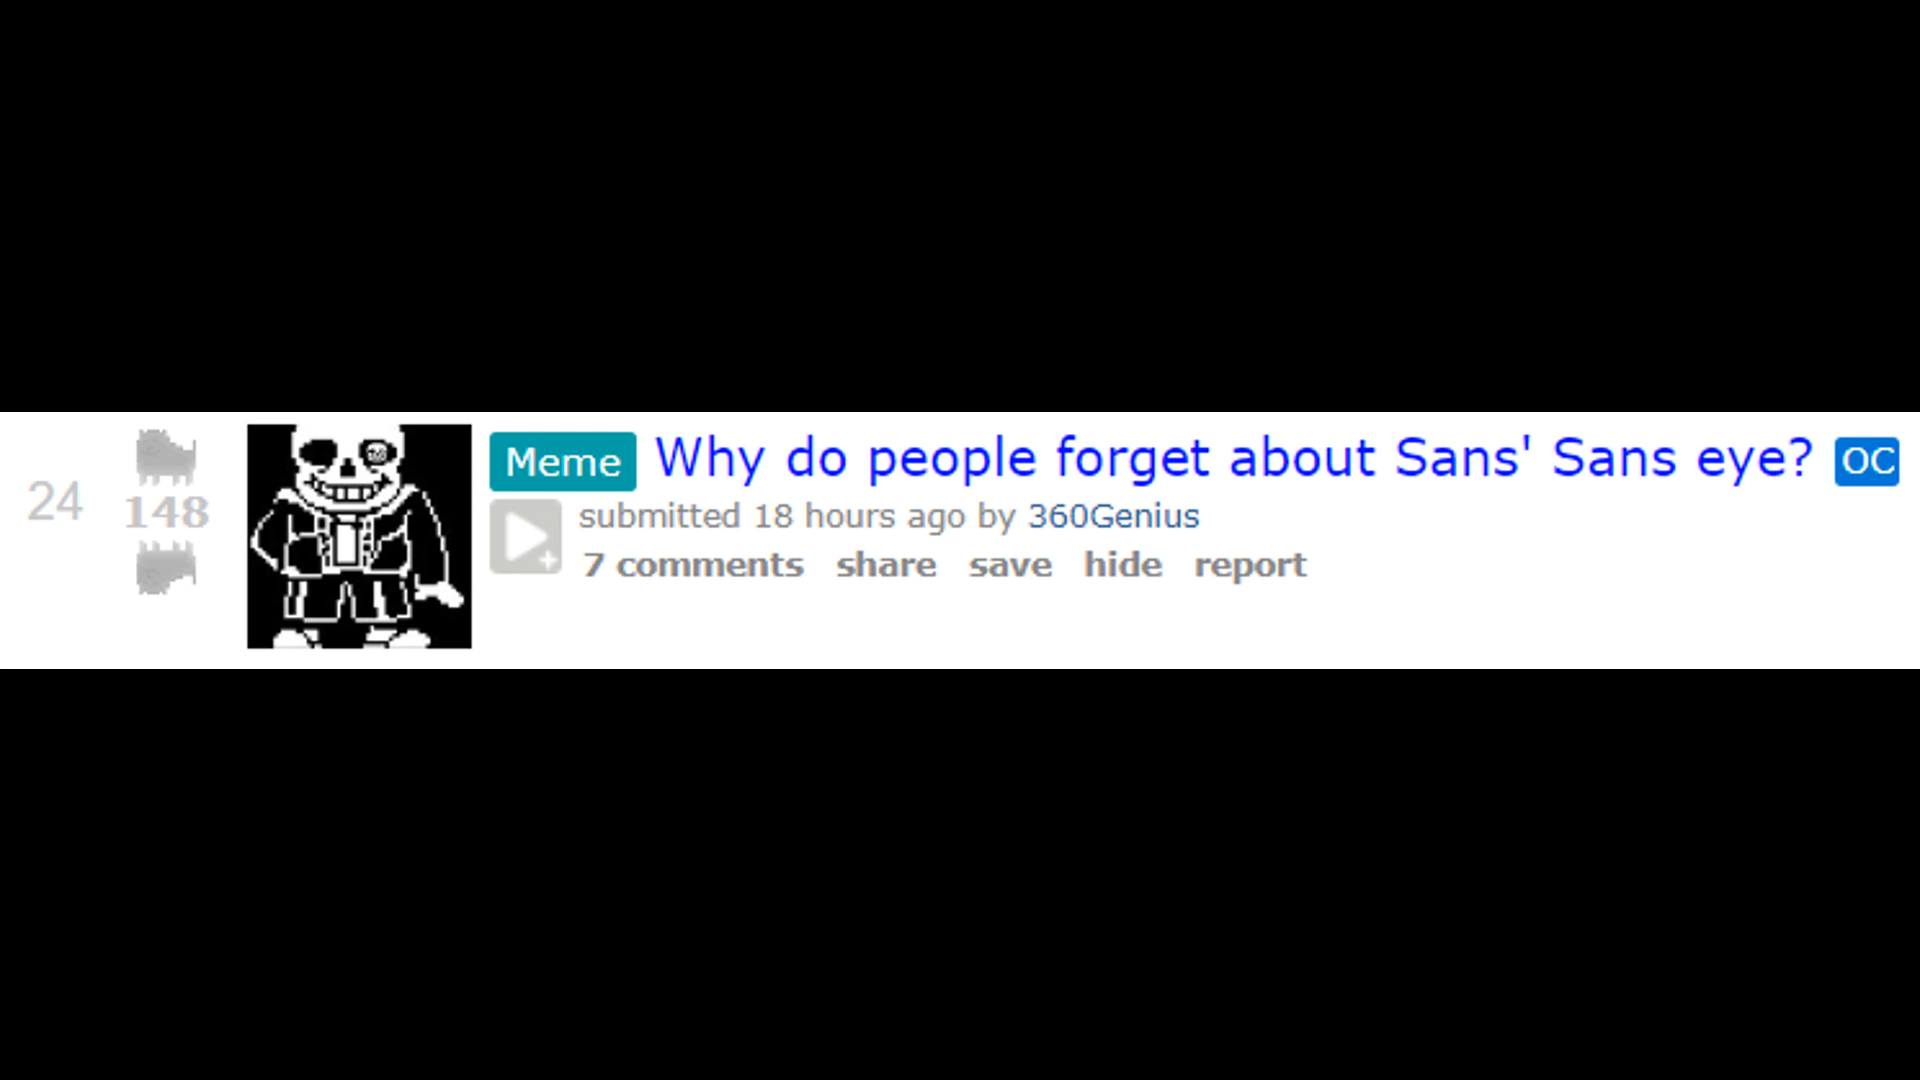 24
148
Meme Why do people forget about Sans' Sans eye? OC
submitted 18 hours ago by 360Genius
7 comments share save hide report